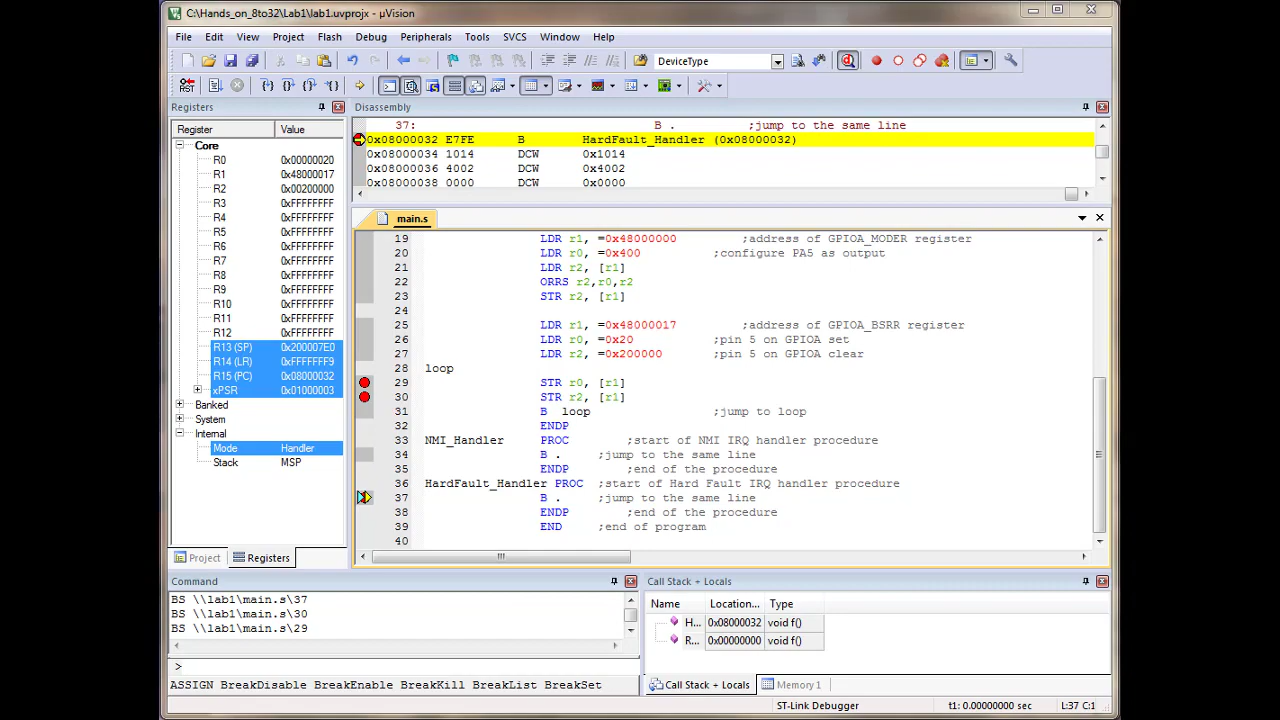 C:\Hands_on_8to32\Lab1\lab1.uvprojx - µVision
File Edit View Project Flash Debug Peripherals Tools SVCS Window Help
DeviceType
Registers
Register Value
Core
R0 0x00000020
R1 0x48000017
R2 0x00200000
R3 0xFFFFFFFF
R4 0xFFFFFFFF
R5 0xFFFFFFFF
R6 0xFFFFFFFF
R7 0xFFFFFFFF
R8 0xFFFFFFFF
R9 0xFFFFFFFF
R10 0xFFFFFFFF
R11 0xFFFFFFFF
R12 0xFFFFFFFF
R13 (SP) 0x200007E0
R14 (LR) 0xFFFFFFF9
R15 (PC) 0x08000032
xPSR 0x01000003
Banked
System
Internal
Mode Handler
Stack MSP
Project Registers
Disassembly
37: B . ;jump to the same line
0x08000032 E7FE B HardFault_Handler (0x08000032)
0x08000034 1014 DCW 0x1014
0x08000036 4002 DCW 0x4002
0x08000038 0000 DCW 0x0000
main.s
19 LDR r1, =0x48000000 ;address of GPIOA_MODER register
20 LDR r0, =0x400 ;configure PA5 as output
21 LDR r2, [r1]
22 ORRS r2,r0,r2
23 STR r2, [r1]
24
25 LDR r1, =0x48000017 ;address of GPIOA_BSRR register
26 LDR r0, =0x20 ;pin 5 on GPIOA set
27 LDR r2, =0x200000 ;pin 5 on GPIOA clear
28 loop
29 STR r0, [r1]
30 STR r2, [r1]
31 B loop ;jump to loop
32 ENDP
33 NMI_Handler PROC ;start of NMI IRQ handler procedure
34 B . ;jump to the same line
35 ENDP ;end of the procedure
36 HardFault_Handler PROC ;start of Hard Fault IRQ handler procedure
37 B . ;jump to the same line
38 ENDP ;end of the procedure
39 END ;end of program
40
Command
BS \\lab1\main.s\37
BS \\lab1\main.s\30
BS \\lab1\main.s\29
>
ASSIGN BreakDisable BreakEnable BreakKill BreakList BreakSet
Call Stack + Locals
Name Location... Type
H... 0x08000032 void f()
R... 0x00000000 void f()
Call Stack + Locals Memory 1
ST-Link Debugger t1: 0.00000000 sec L:37 C:1